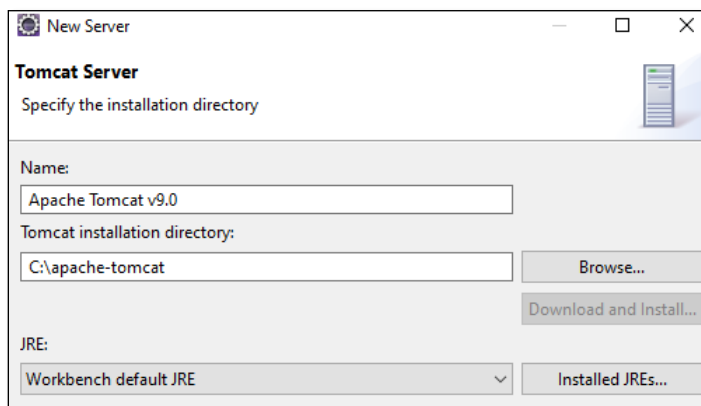 New Server
Tomcat Server
Specify the installation directory
Name:
Apache Tomcat v9.0
Tomcat installation directory:
C:\apache-tomcat
Browse...
Download and Install...
JRE:
Workbench default JRE
Installed JREs...